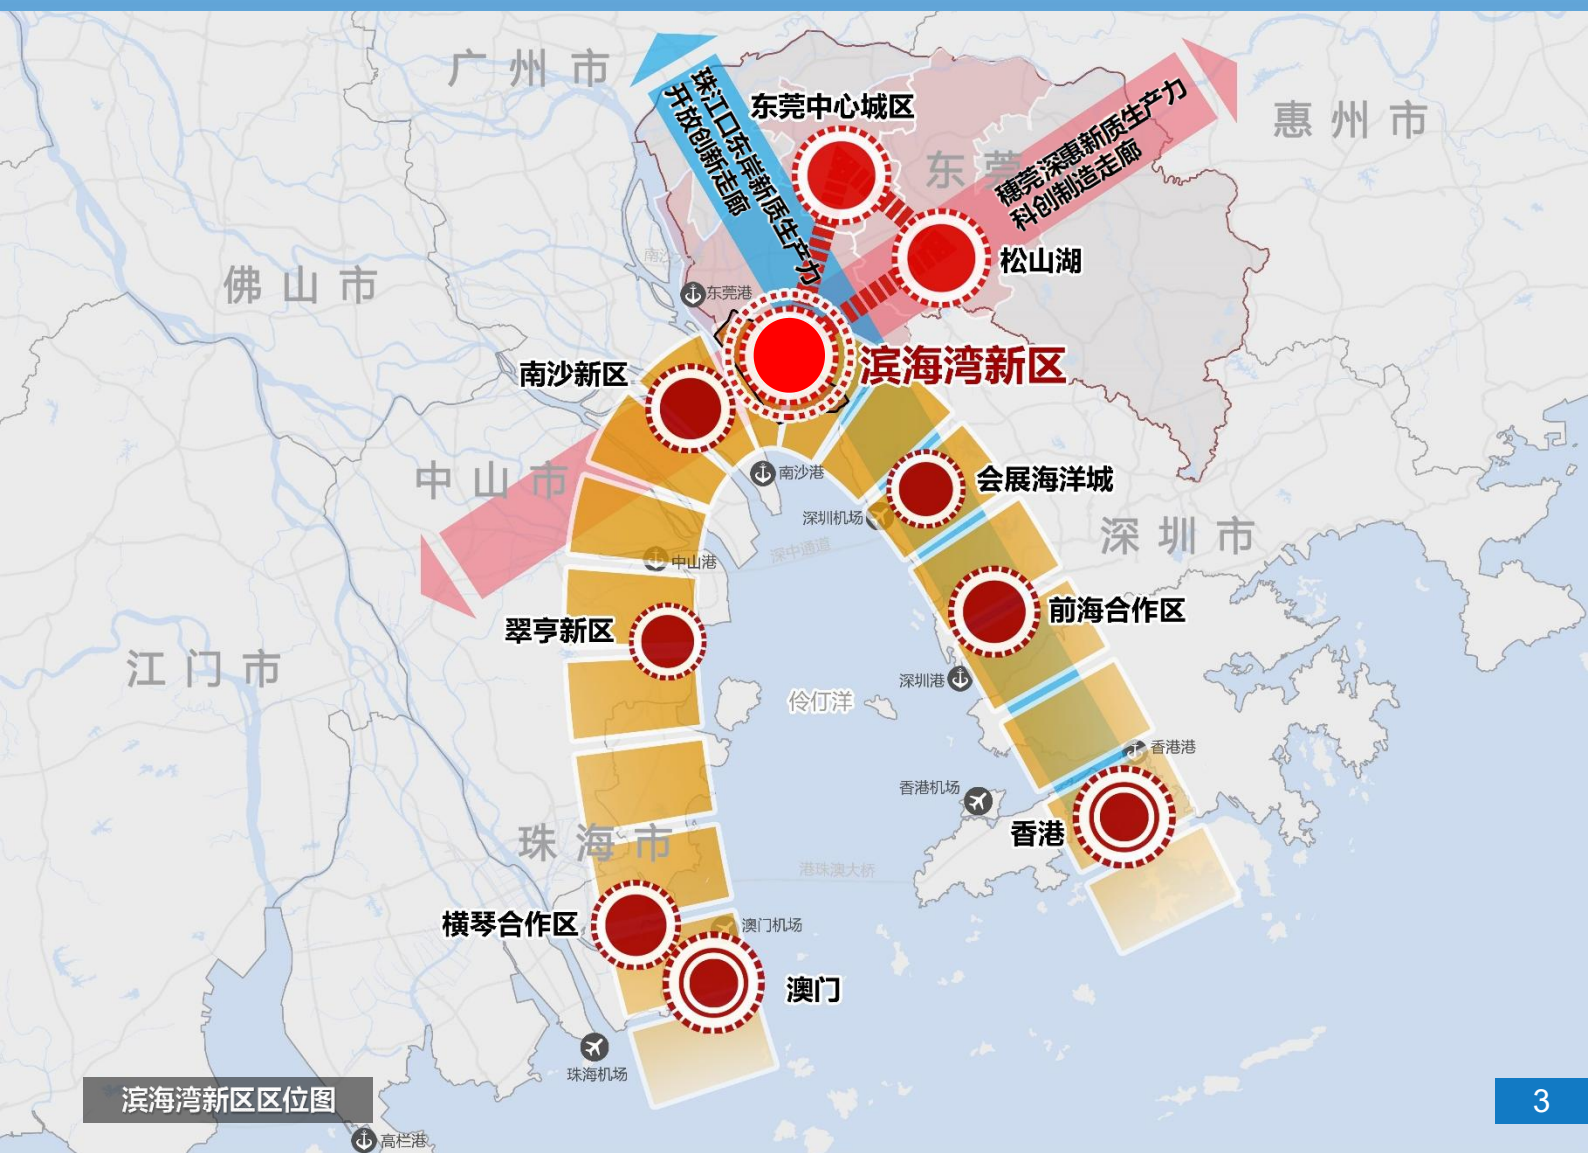 广州市
惠州市
珠江口东岸新质生产力
开放创新走廊
东莞中心城区
东莞
穗莞深惠新质生产力
科创制造走廊
松山湖
佛山市
东莞港
南沙新区
滨海湾新区
中山市
南沙港
会展海洋城
深圳机场
深圳市
深中通道
中山港
翠亨新区
前海合作区
江门市
深圳港
伶仃洋
香港港
香港机场
珠海市
香港
港珠澳大桥
横琴合作区
澳门机场
澳门
珠海机场
滨海湾新区区位图
3
高栏港